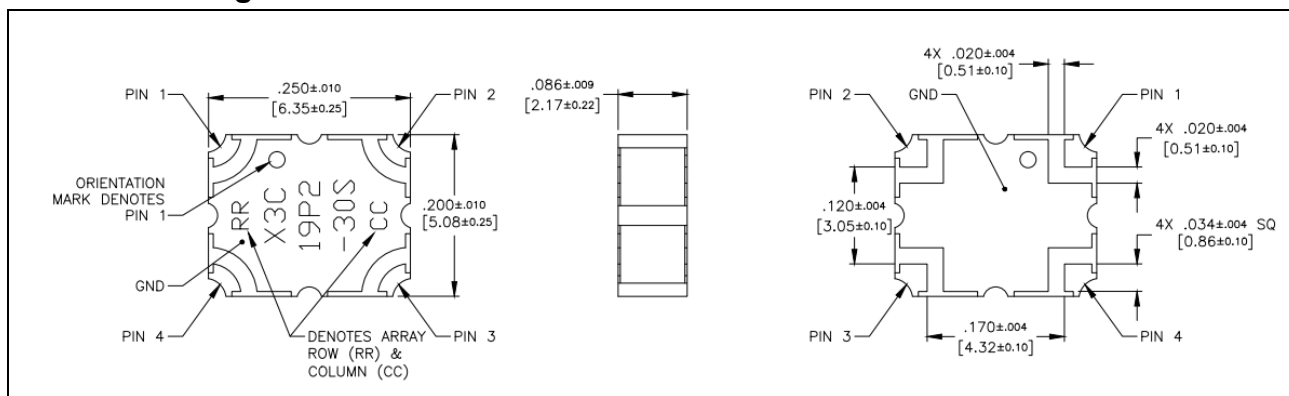 PIN 1
.250±.010
[6.35±0.25]
PIN 2
ORIENTATION
MARK DENOTES
PIN 1
RR
X3C
19P2
-30S
CC
.200±.010
[5.08±0.25]
GND
PIN 4
DENOTES ARRAY
ROW (RR) &
COLUMN (CC)
PIN 3
.086±.009
[2.17±0.22]
4X .020±.004
[0.51±0.10]
PIN 2
GND
PIN 1
4X .020±.004
[0.51±0.10]
.120±.004
[3.05±0.10]
4X .034±.004 SQ
[0.86±0.10]
PIN 3
.170±.004
[4.32±0.10]
PIN 4